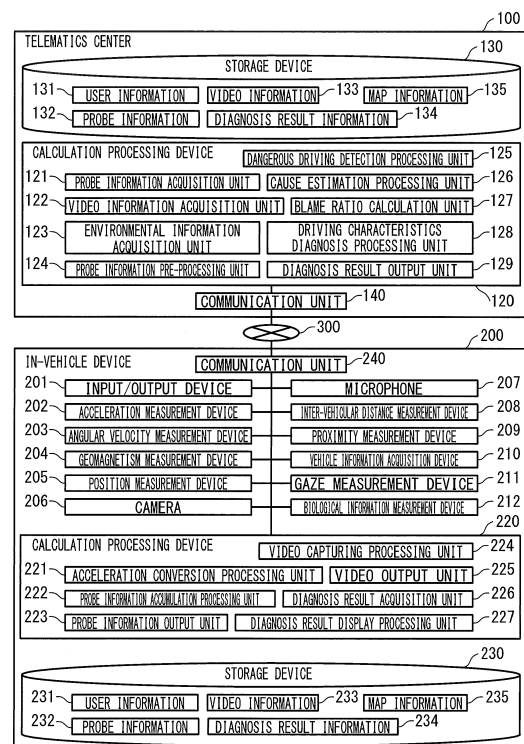 100
TELEMATICS CENTER
130
STORAGE DEVICE
131 USER INFORMATION VIDEO INFORMATION 133 MAP INFORMATION 135
132 PROBE INFORMATION DIAGNOSIS RESULT INFORMATION 134
CALCULATION PROCESSING DEVICE DANGEROUS DRIVING DETECTION PROCESSING UNIT 125
121 PROBE INFORMATION ACQUISITION UNIT CAUSE ESTIMATION PROCESSING UNIT 126
122 VIDEO INFORMATION ACQUISITION UNIT BLAME RATIO CALCULATION UNIT 127
123 ENVIRONMENTAL INFORMATION ACQUISITION UNIT DRIVING CHARACTERISTICS DIAGNOSIS PROCESSING UNIT 128
124 PROBE INFORMATION PRE-PROCESSING UNIT DIAGNOSIS RESULT OUTPUT UNIT 129
120
COMMUNICATION UNIT 140
300
200
IN-VEHICLE DEVICE COMMUNICATION UNIT 240
201 INPUT/OUTPUT DEVICE MICROPHONE 207
202 ACCELERATION MEASUREMENT DEVICE INTER-VEHICULAR DISTANCE MEASUREMENT DEVICE 208
203 ANGULAR VELOCITY MEASUREMENT DEVICE PROXIMITY MEASUREMENT DEVICE 209
204 GEOMAGNETISM MEASUREMENT DEVICE VEHICLE INFORMATION ACQUISITION DEVICE 210
205 POSITION MEASUREMENT DEVICE GAZE MEASUREMENT DEVICE 211
206 CAMERA BIOLOGICAL INFORMATION MEASUREMENT DEVICE 212
220
CALCULATION PROCESSING DEVICE VIDEO CAPTURING PROCESSING UNIT 224
221 ACCELERATION CONVERSION PROCESSING UNIT VIDEO OUTPUT UNIT 225
222 PROBE INFORMATION ACCUMULATION PROCESSING UNIT DIAGNOSIS RESULT ACQUISITION UNIT 226
223 PROBE INFORMATION OUTPUT UNIT DIAGNOSIS RESULT DISPLAY PROCESSING UNIT 227
230
STORAGE DEVICE
231 USER INFORMATION VIDEO INFORMATION 233 MAP INFORMATION 235
232 PROBE INFORMATION DIAGNOSIS RESULT INFORMATION 234